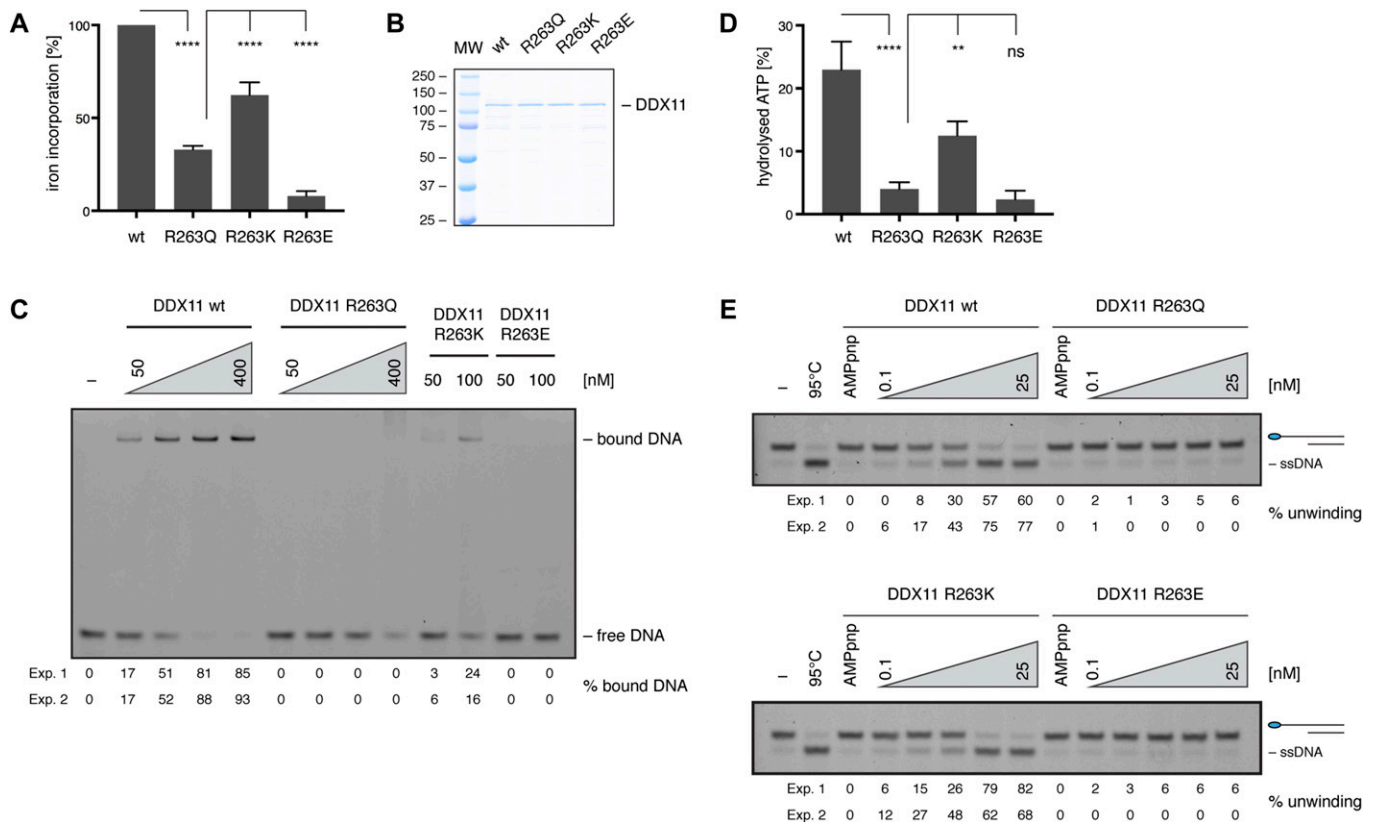 A
iron incorporation [%]
100
50
0
**** **** ****
wt R263Q R263K R263E
B
MW wt R263Q R263K R263E
250 –
150 –
100 –
75 –
50 –
37 –
25 –
– DDX11
D
hydrolysed ATP [%]
30
20
10
0
**** ** ns
wt R263Q R263K R263E
C
DDX11 wt DDX11 R263Q DDX11 R263K DDX11 R263E
– 50 400 50 400 50 100 50 100 [nM]
– bound DNA
– free DNA
Exp. 1 0 17 51 81 85 0 0 0 0 3 24 0 0
Exp. 2 0 17 52 88 93 0 0 0 0 6 16 0 0
% bound DNA
E
DDX11 wt DDX11 R263Q
– 95°C AMPpnp 0.1 25 AMPpnp 0.1 25 [nM]
– ssDNA
Exp. 1 0 0 8 30 57 60 0 2 1 3 5 6
Exp. 2 0 6 17 43 75 77 0 1 0 0 0 0
% unwinding
DDX11 R263K DDX11 R263E
– 95°C AMPpnp 0.1 25 AMPpnp 0.1 25 [nM]
– ssDNA
Exp. 1 0 6 15 26 79 82 0 2 3 6 6 6
Exp. 2 0 12 27 48 62 68 0 0 0 0 0 0
% unwinding